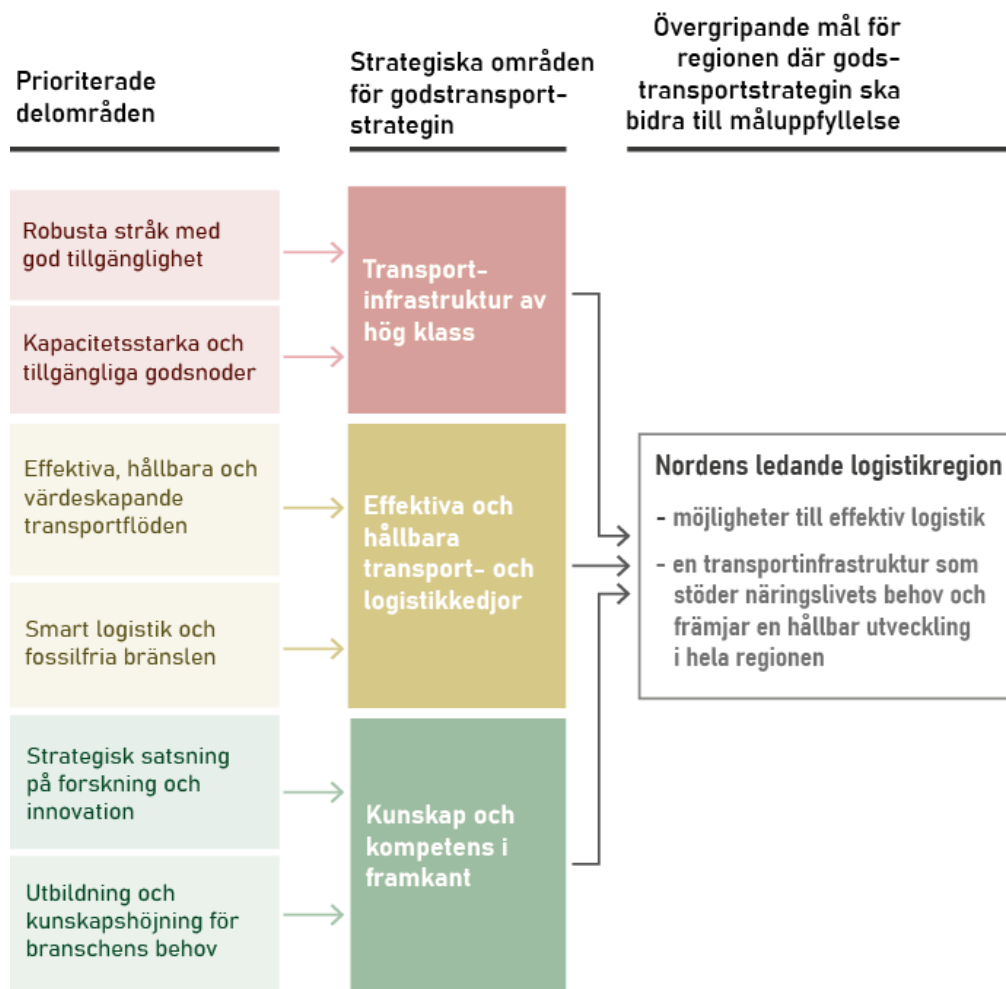 Prioriterade
delområden
Strategiska områden
för godstransport-
strategin
Övergripande mål för
regionen där gods-
transportstrategin ska
bidra till måluppfyllelse
Robusta stråk med
god tillgänglighet
Kapacitetsstarka och
tillgängliga godsnoder
Transport-
infrastruktur av
hög klass
Effektiva, hållbara och
värdeskapande
transportflöden
Smart logistik och
fossilfria bränslen
Effektiva och
hållbara
transport- och
logistikkedjor
Strategisk satsning
på forskning och
innovation
Utbildning och
kunskapshöjning för
branschens behov
Kunskap och
kompetens i
framkant
Nordens ledande logistikregion
- möjligheter till effektiv logistik
- en transportinfrastruktur som
stöder näringslivets behov och
främjar en hållbar utveckling
i hela regionen